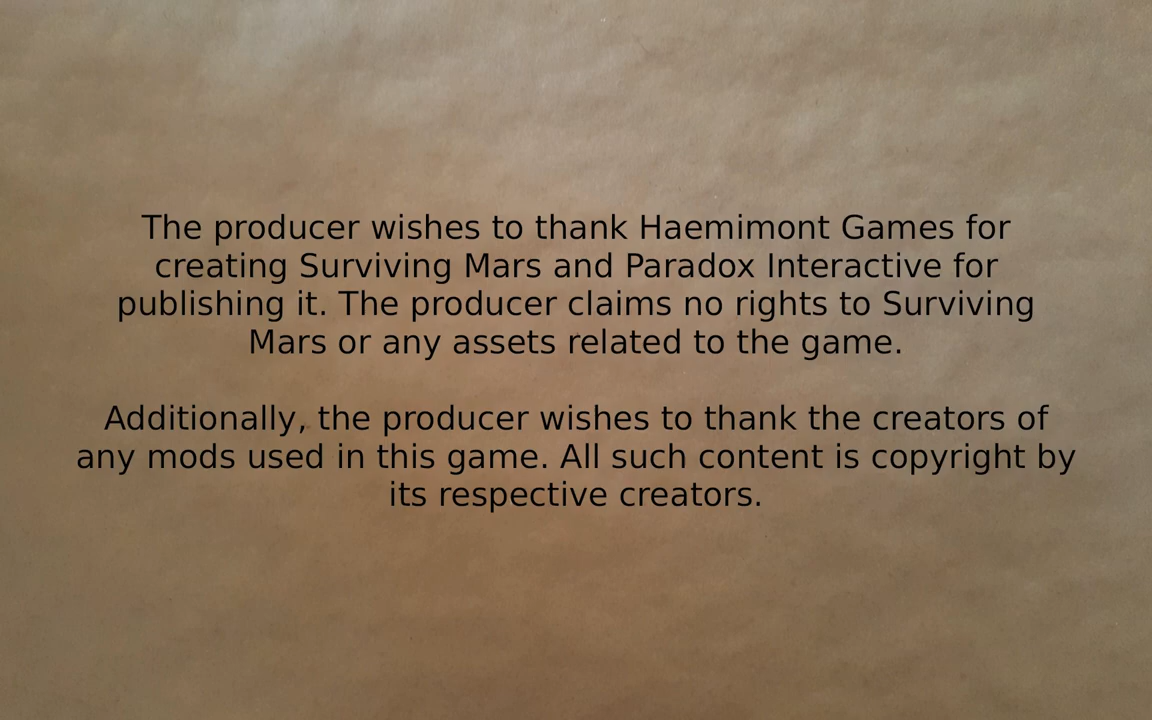 The producer wishes to thank Haemimont Games for
creating Surviving Mars and Paradox Interactive for
publishing it. The producer claims no rights to Surviving
Mars or any assets related to the game.
Additionally, the producer wishes to thank the creators of
any mods used in this game. All such content is copyright by
its respective creators.